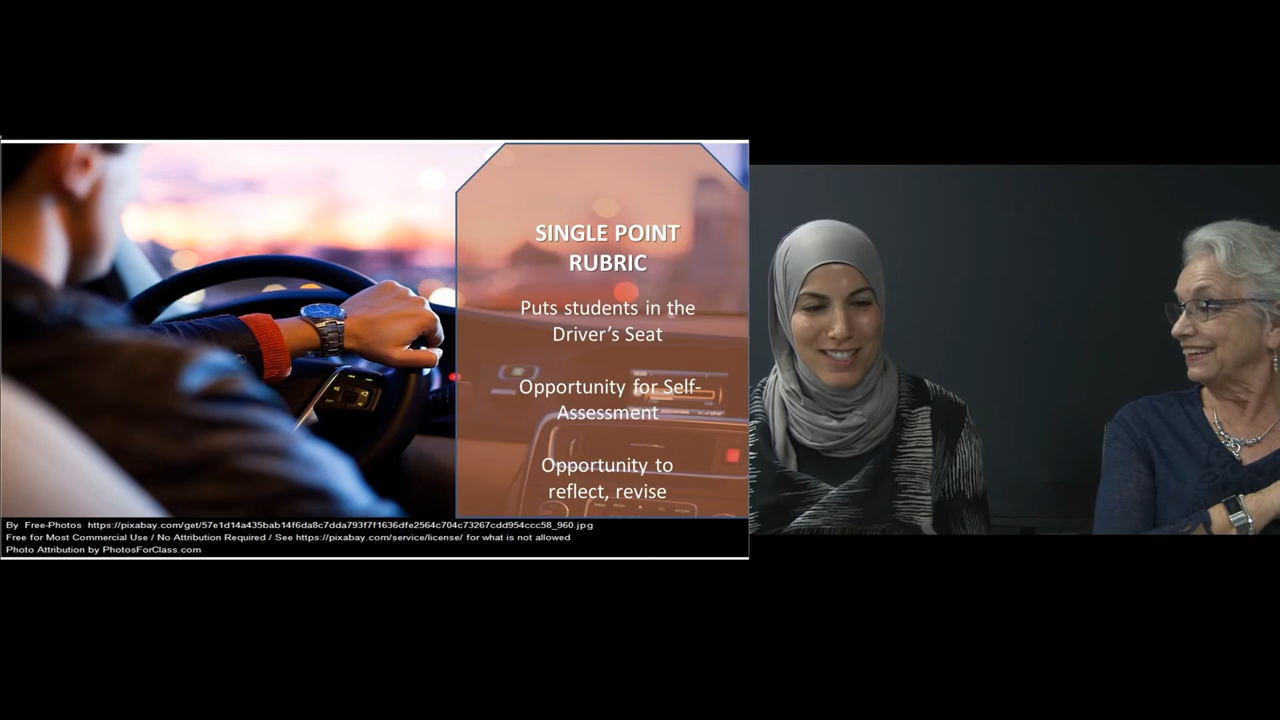 SINGLE POINT
RUBRIC
Puts students in the
Driver’s Seat
Opportunity for Self-
Assessment
Opportunity to
reflect, revise
By Free-Photos https://pixabay.com/get/57e1d14a435bab14f6da8c7dda793f7f1636dfe2564c704c73267cdd954ccc58_960.jpg
Free for Most Commercial Use / No Attribution Required / See https://pixabay.com/service/license/ for what is not allowed
Photo Attribution by PhotosForClass.com